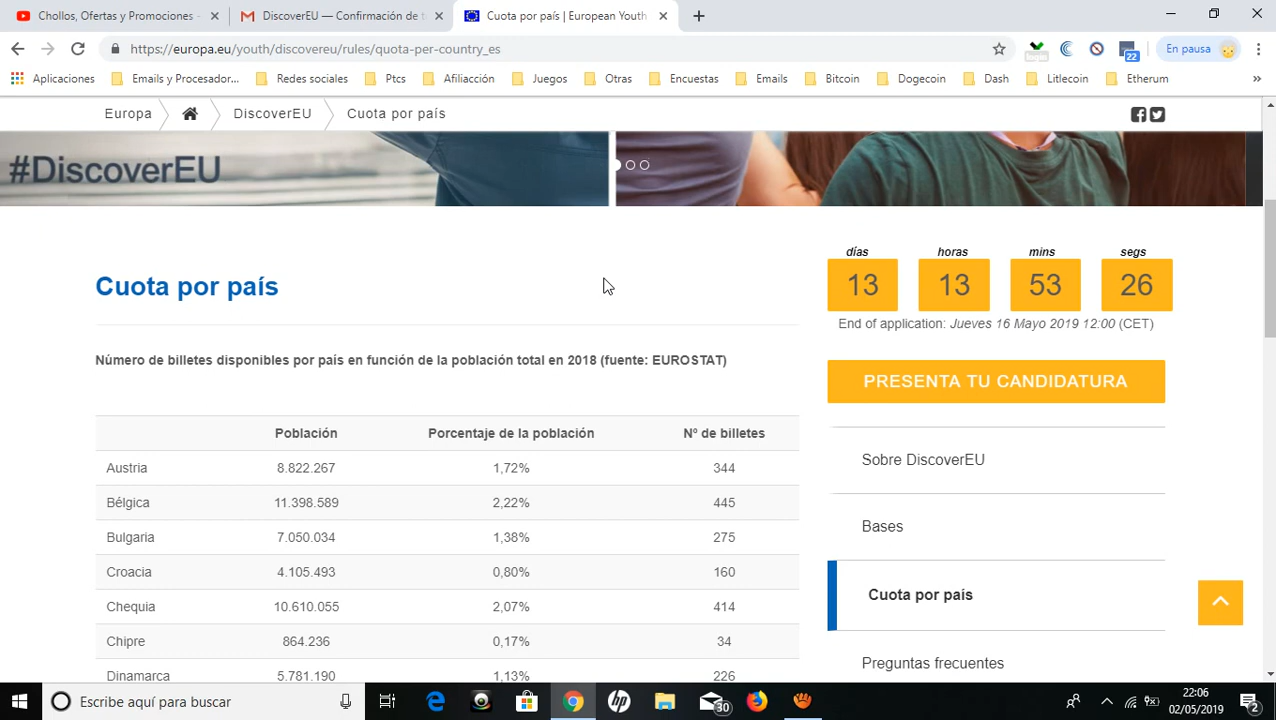 Chollos, Ofertas y Promociones
DiscoverEU — Confirmación de t
Cuota por país | European Youth
https://europa.eu/youth/discovereu/rules/quota-per-country_es
22
En pausa
Aplicaciones
Emails y Procesador...
Redes sociales
Ptcs
Afiliacción
Juegos
Otras
Encuestas
Emails
Bitcoin
Dogecoin
Dash
Litlecoin
Etherum
»
Europa
DiscoverEU
Cuota por país
#DiscoverEU
días horas mins segs
13 13 53 26
End of application: Jueves 16 Mayo 2019 12:00 (CET)
Cuota por país
Número de billetes disponibles por país en función de la población total en 2018 (fuente: EUROSTAT)
Población Porcentaje de la población Nº de billetes
Austria 8.822.267 1,72% 344
Bélgica 11.398.589 2,22% 445
Bulgaria 7.050.034 1,38% 275
Croacia 4.105.493 0,80% 160
Chequia 10.610.055 2,07% 414
Chipre 864.236 0,17% 34
Dinamarca 5.781.190 1,13% 226
PRESENTA TU CANDIDATURA
Sobre DiscoverEU
Bases
Cuota por país
Preguntas frecuentes
Escribe aquí para buscar
hp
30
22:06
02/05/2019
2